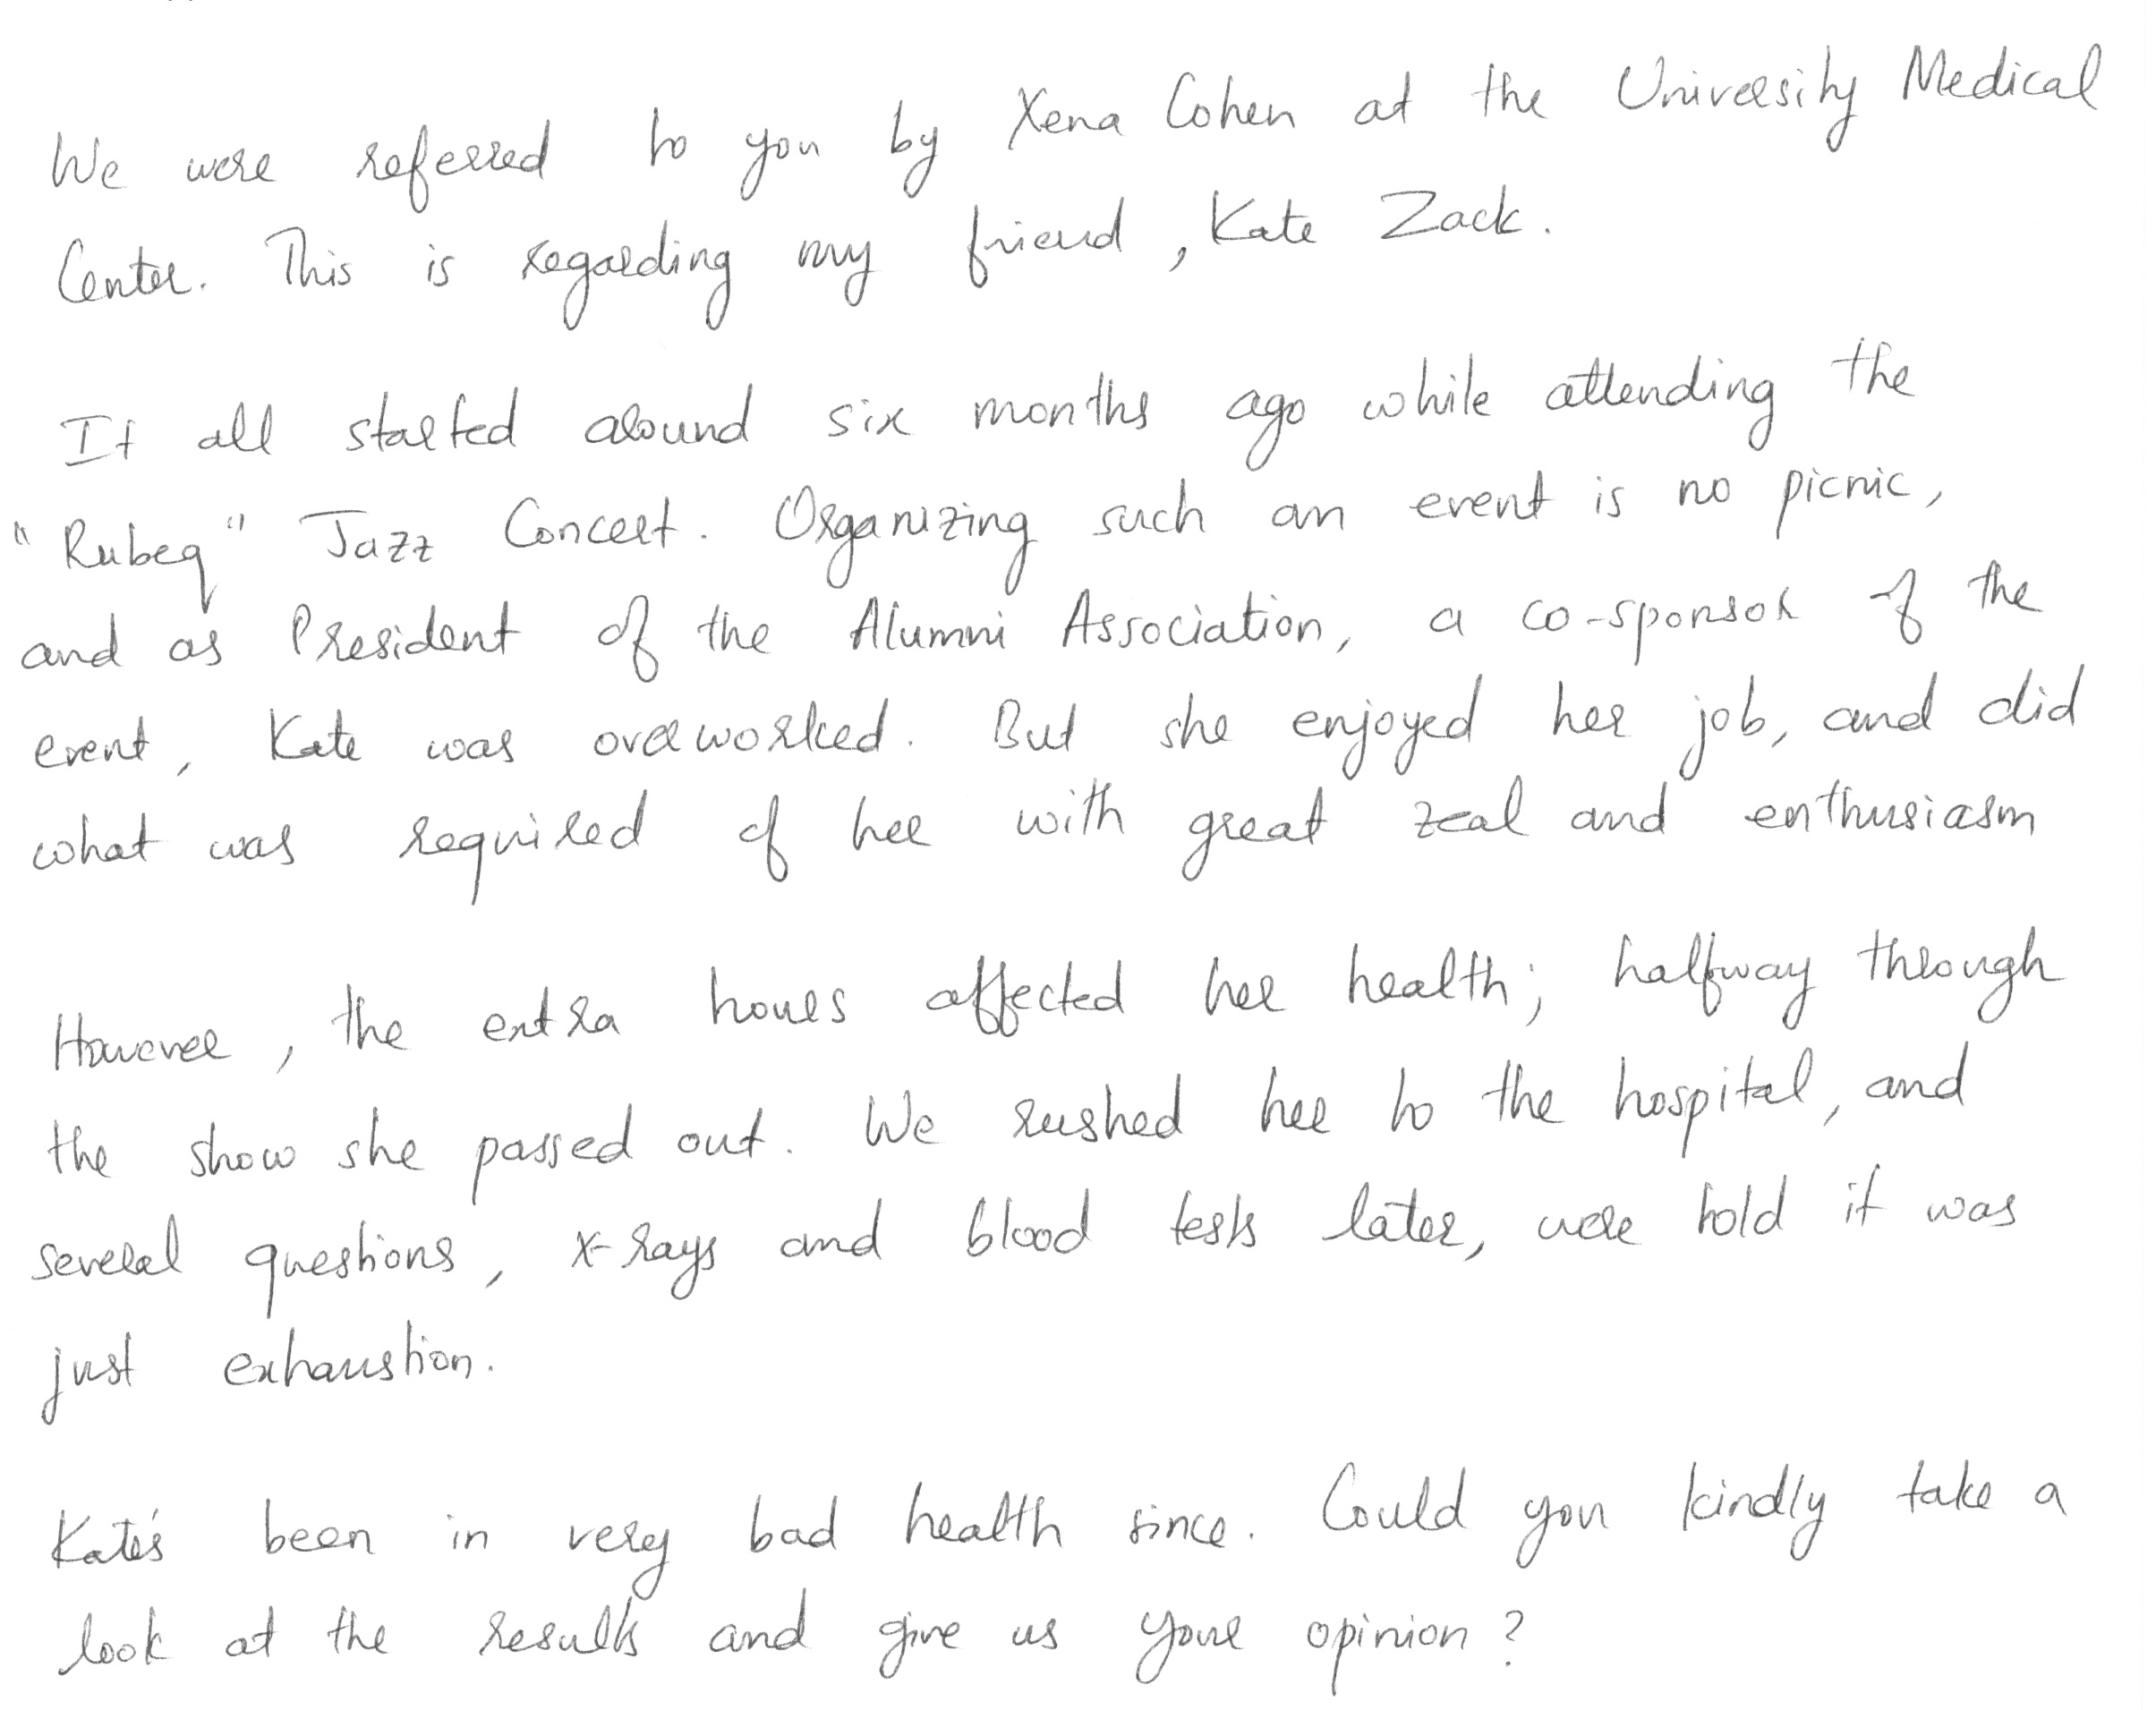 We were referred to you by Xena Cohen at the University Medical
Center. This is regarding my friend, Kate Zack.
It all started around six months ago while attending the
"Rubeq" Jazz Concert. Organizing such an event is no picnic,
and as President of the Alumni Association, a co-sponsor of the
event, Kate was overworked. But she enjoyed her job, and did
what was required of her with great zeal and enthusiasm
However, the extra hours affected her health; halfway through
the show she passed out. We rushed her to the hospital, and
several questions, x-rays and blood tests later, were told it was
just exhaustion.
Kate's been in very bad health since. Could you kindly take a
look at the results and give us your opinion?